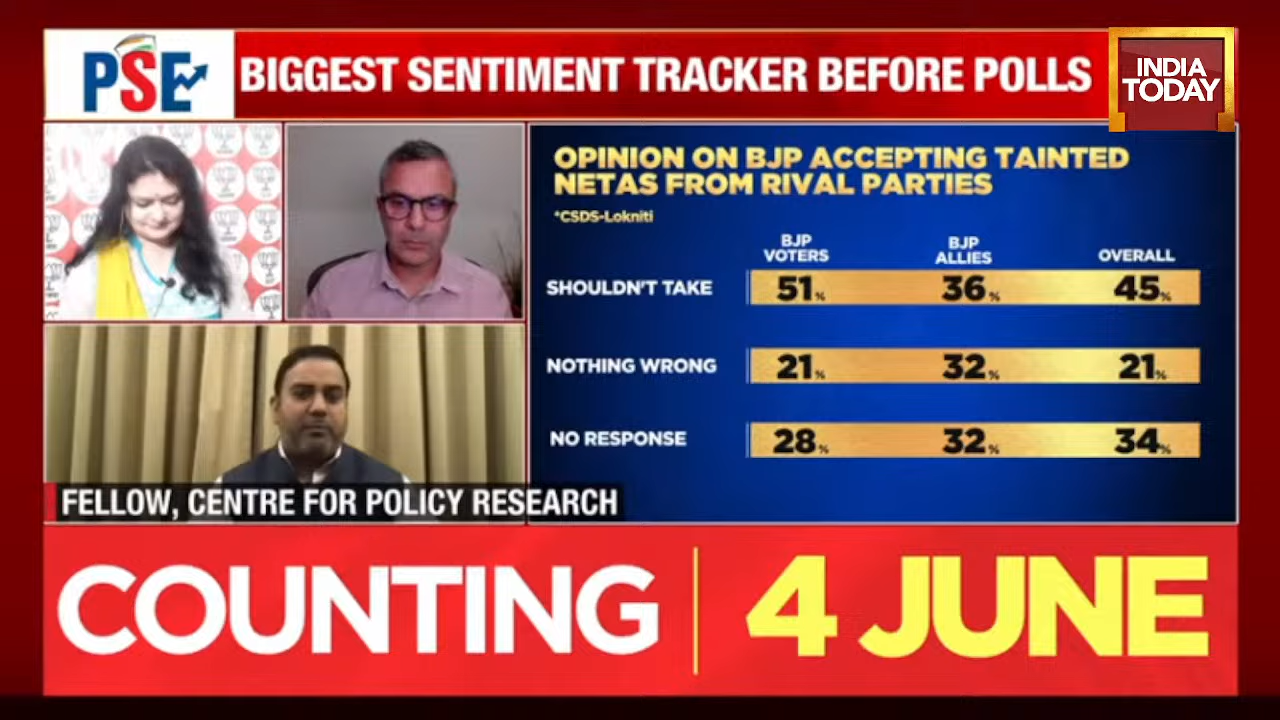 PSE
BIGGEST SENTIMENT TRACKER BEFORE POLLS
INDIA
TODAY
OPINION ON BJP ACCEPTING TAINTED
NETAS FROM RIVAL PARTIES
*CSDS-Lokniti
BJP VOTERS BJP ALLIES OVERALL
SHOULDN'T TAKE 51% 36% 45%
NOTHING WRONG 21% 32% 21%
NO RESPONSE 28% 32% 34%
FELLOW, CENTRE FOR POLICY RESEARCH
COUNTING 4 JUNE